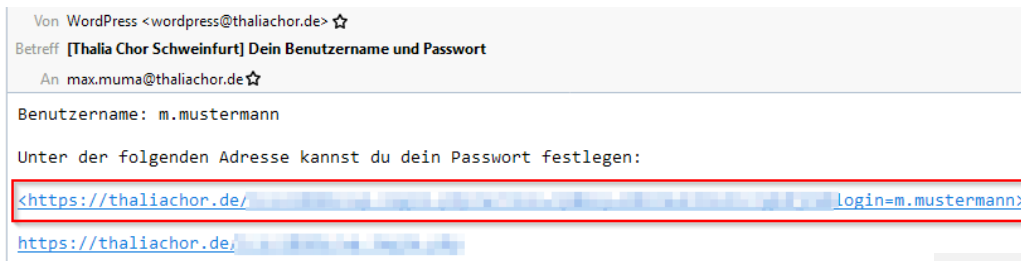 Von WordPress <wordpress@thaliachor.de>
Betreff [Thalia Chor Schweinfurt] Dein Benutzername und Passwort
An max.muma@thaliachor.de
Benutzername: m.mustermann
Unter der folgenden Adresse kannst du dein Passwort festlegen:
<https://thaliachor.de/ login=m.mustermann>
https://thaliachor.de/